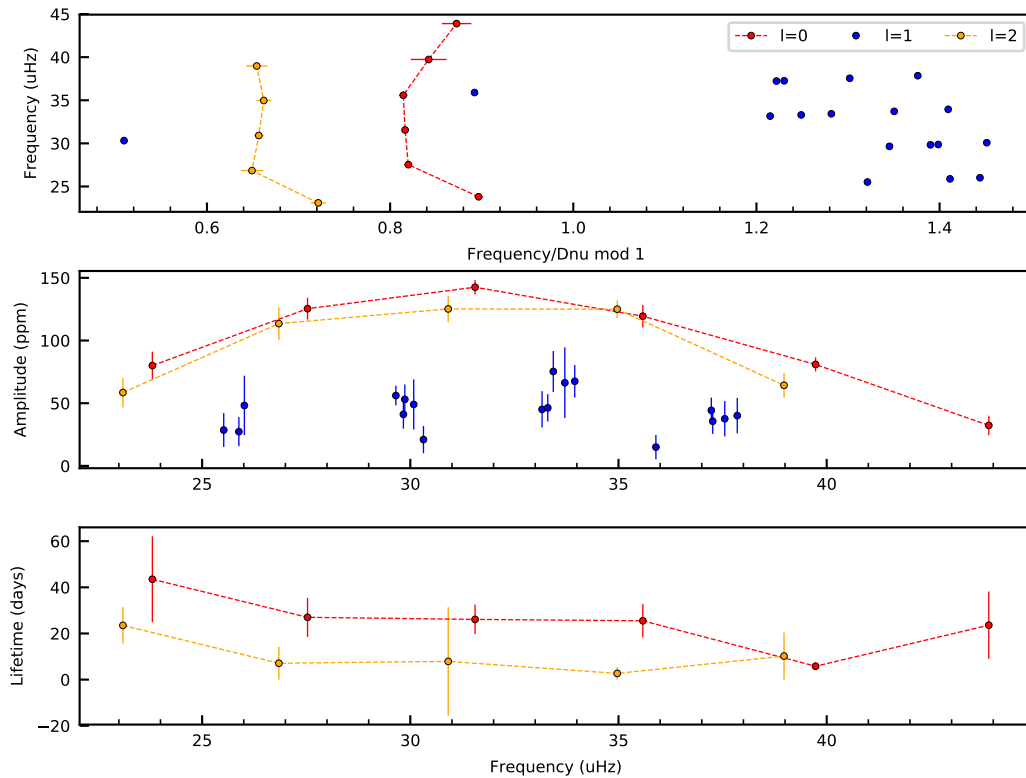 45
40
35
30
25
Frequency (uHz)
l=0 l=1 l=2
0.6 0.8 1.0 1.2 1.4
Frequency/Dnu mod 1
150
100
50
0
Amplitude (ppm)
25 30 35 40
60
40
20
0
−20
Lifetime (days)
25 30 35 40
Frequency (uHz)